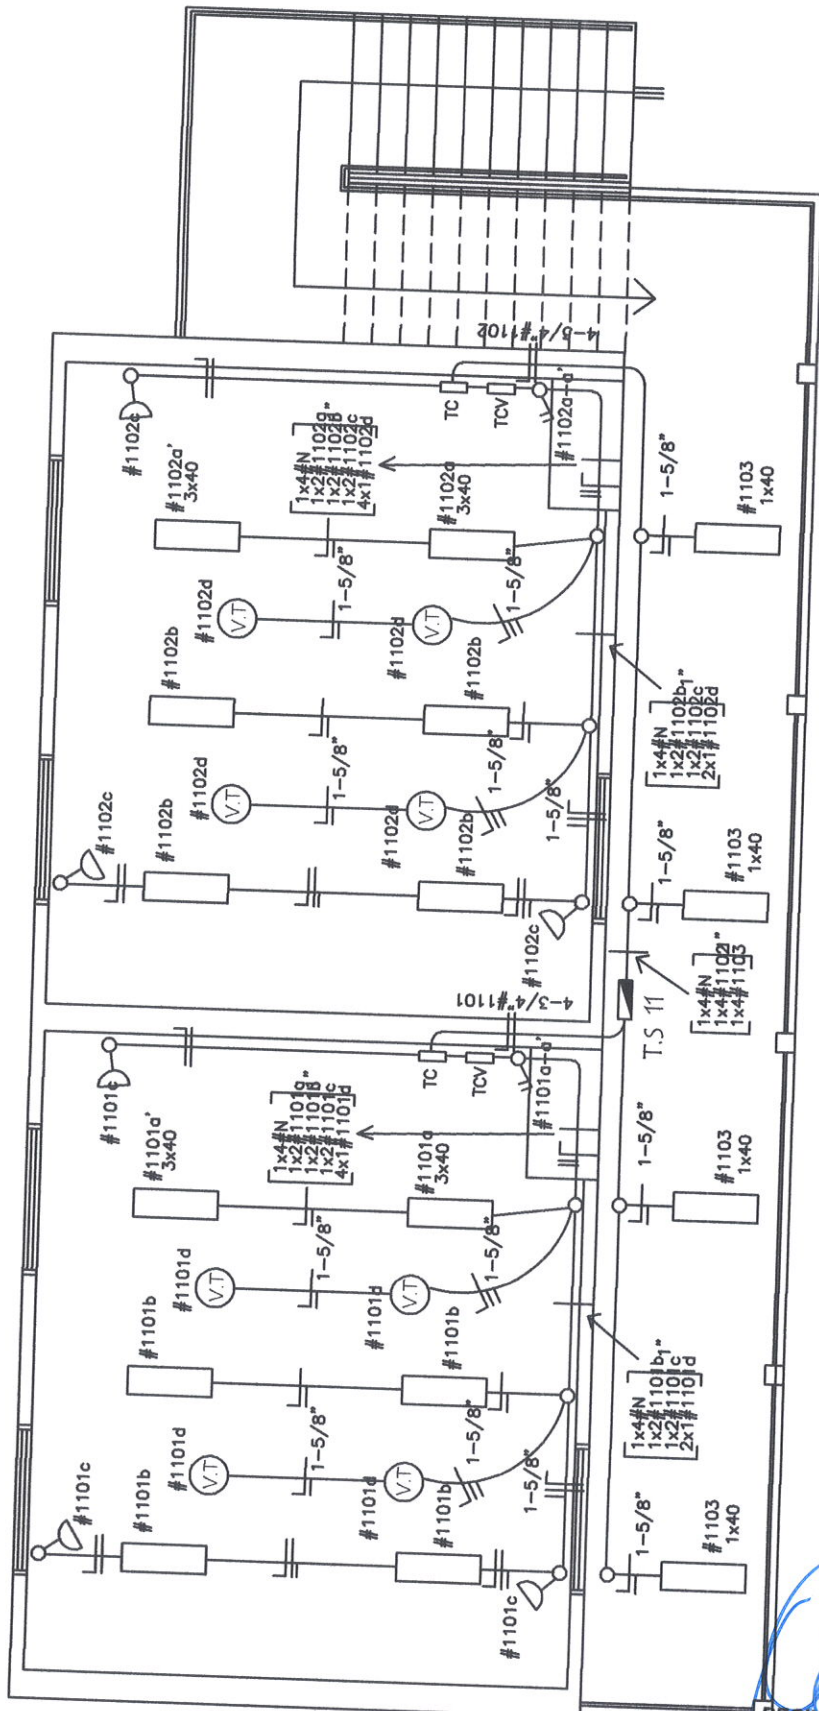 4-3/4"#1102
TC
TCV
#1102a-a'
#1102c
#1102a'
3x40
1x4#N
1x2#1102a"
1x2#1102b
1x2#1102c
4x1#1102d
#1102a
3x40
1-5/8"
#1103
1x40
1-5/8"
1-5/8"
#1102d
V.T
#1102d
V.T
#1102b
#1102b
1-5/8"
1-5/8"
1x4#N
1x2#1102b1"
1x2#1102c
2x1#1102d
#1102d
V.T
#1102d
V.T
1-5/8"
#1102c
#1102b
#1102b
#1102c
1-5/8"
#1103
1x40
1x4#N
1x4#1102
1x4#1103
T.S 11
4-3/4"#1101
TC
TCV
#1101a-a'
#1101c
#1101a'
3x40
1x4#N
1x2#1101a"
1x2#1101b
1x2#1101c
4x1#1101d
#1101a
3x40
1-5/8"
#1103
1x40
1-5/8"
1-5/8"
#1101d
V.T
#1101d
V.T
#1101b
#1101b
1-5/8"
1-5/8"
1x4#N
1x2#1101b1"
1x2#1101c
2x1#1101d
#1101d
V.T
#1101d
V.T
1-5/8"
#1101c
#1101b
#1101b
#1101c
1-5/8"
#1103
1x40